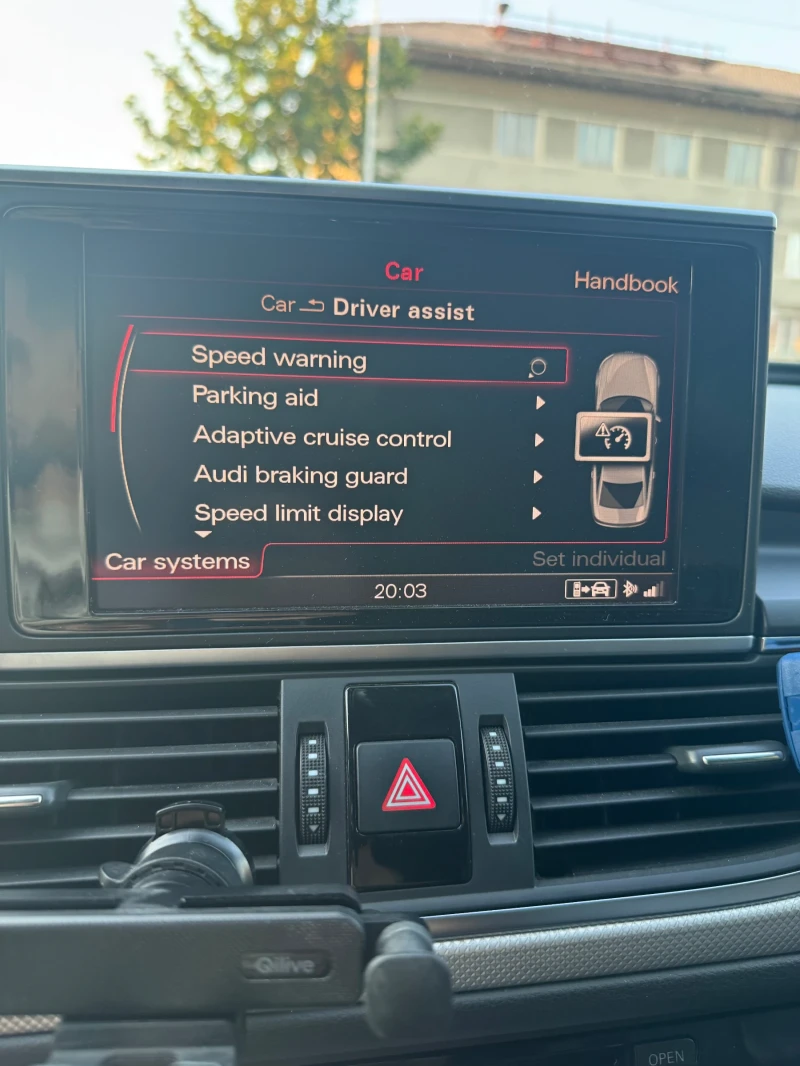 Car
Handbook
Car Driver assist
Speed warning
Parking aid
Adaptive cruise control
Audi braking guard
Speed limit display
Car systems
Set individual
20:03
Qilive
OPEN